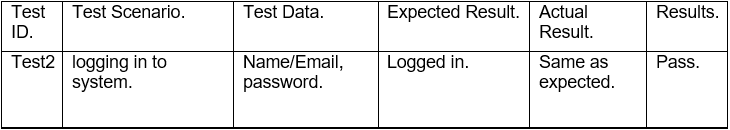 Test ID. Test Scenario. Test Data. Expected Result. Actual Result. Results.
Test2 logging in to system. Name/Email, password. Logged in. Same as expected. Pass.